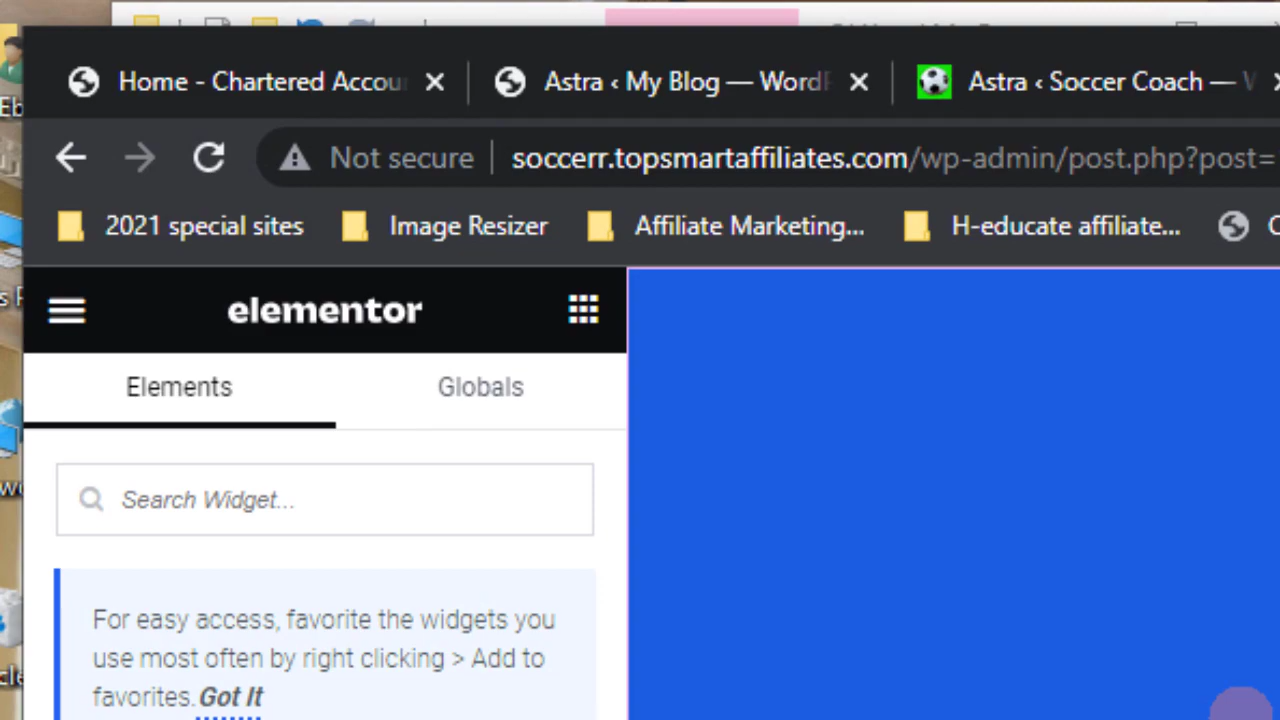 Home - Chartered Accou
Astra ‹ My Blog — WordP
Astra ‹ Soccer Coach —
Not secure
soccerr.topsmartaffiliates.com/wp-admin/post.php?post=
2021 special sites
Image Resizer
Affiliate Marketing...
H-educate affiliate...
elementor
Elements
Globals
Search Widget...
For easy access, favorite the widgets you
use most often by right clicking > Add to
favorites. Got It